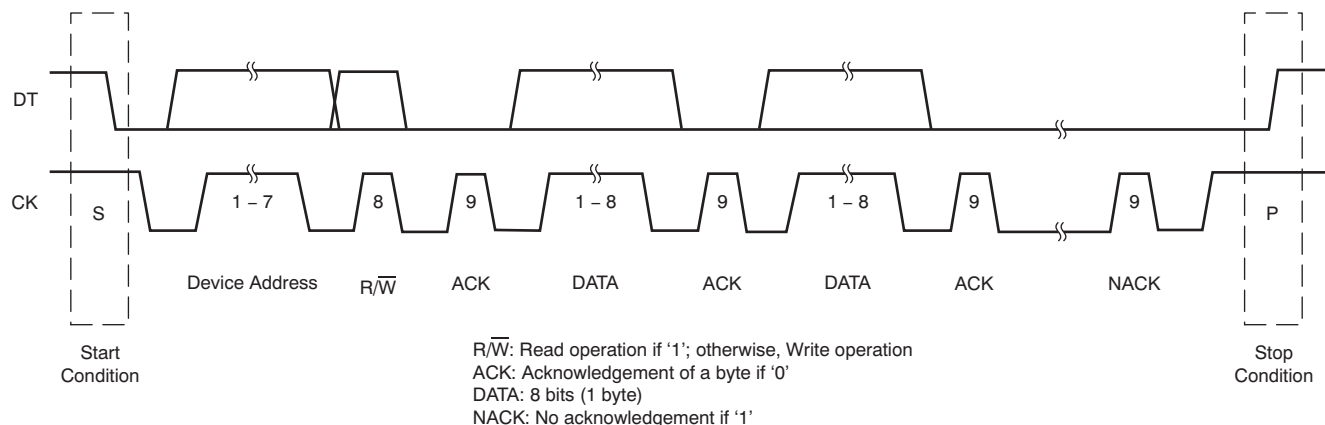 DT
CK
S
1 – 7
8
9
1 – 8
9
1 – 8
9
9
P
Device Address
R/W̅
ACK
DATA
ACK
DATA
ACK
NACK
Start
Condition
Stop
Condition
R/W̅: Read operation if '1'; otherwise, Write operation
ACK: Acknowledgement of a byte if '0'
DATA: 8 bits (1 byte)
NACK: No acknowledgement if '1'